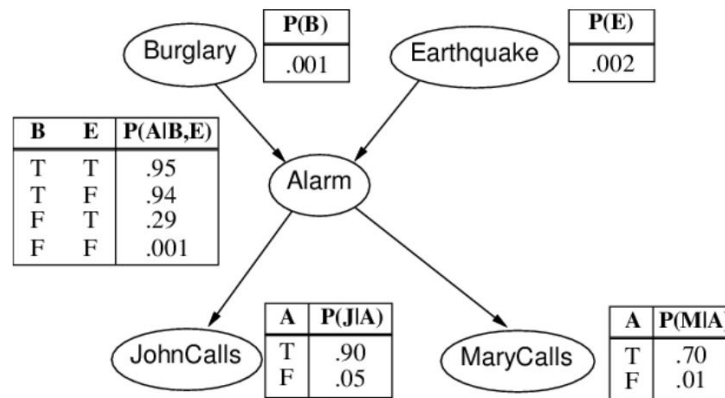 Burglary
P(B)
.001
Earthquake
P(E)
.002
B E P(A|B,E)
T T .95
T F .94
F T .29
F F .001
Alarm
JohnCalls
A P(J|A)
T .90
F .05
MaryCalls
A P(M|A)
T .70
F .01